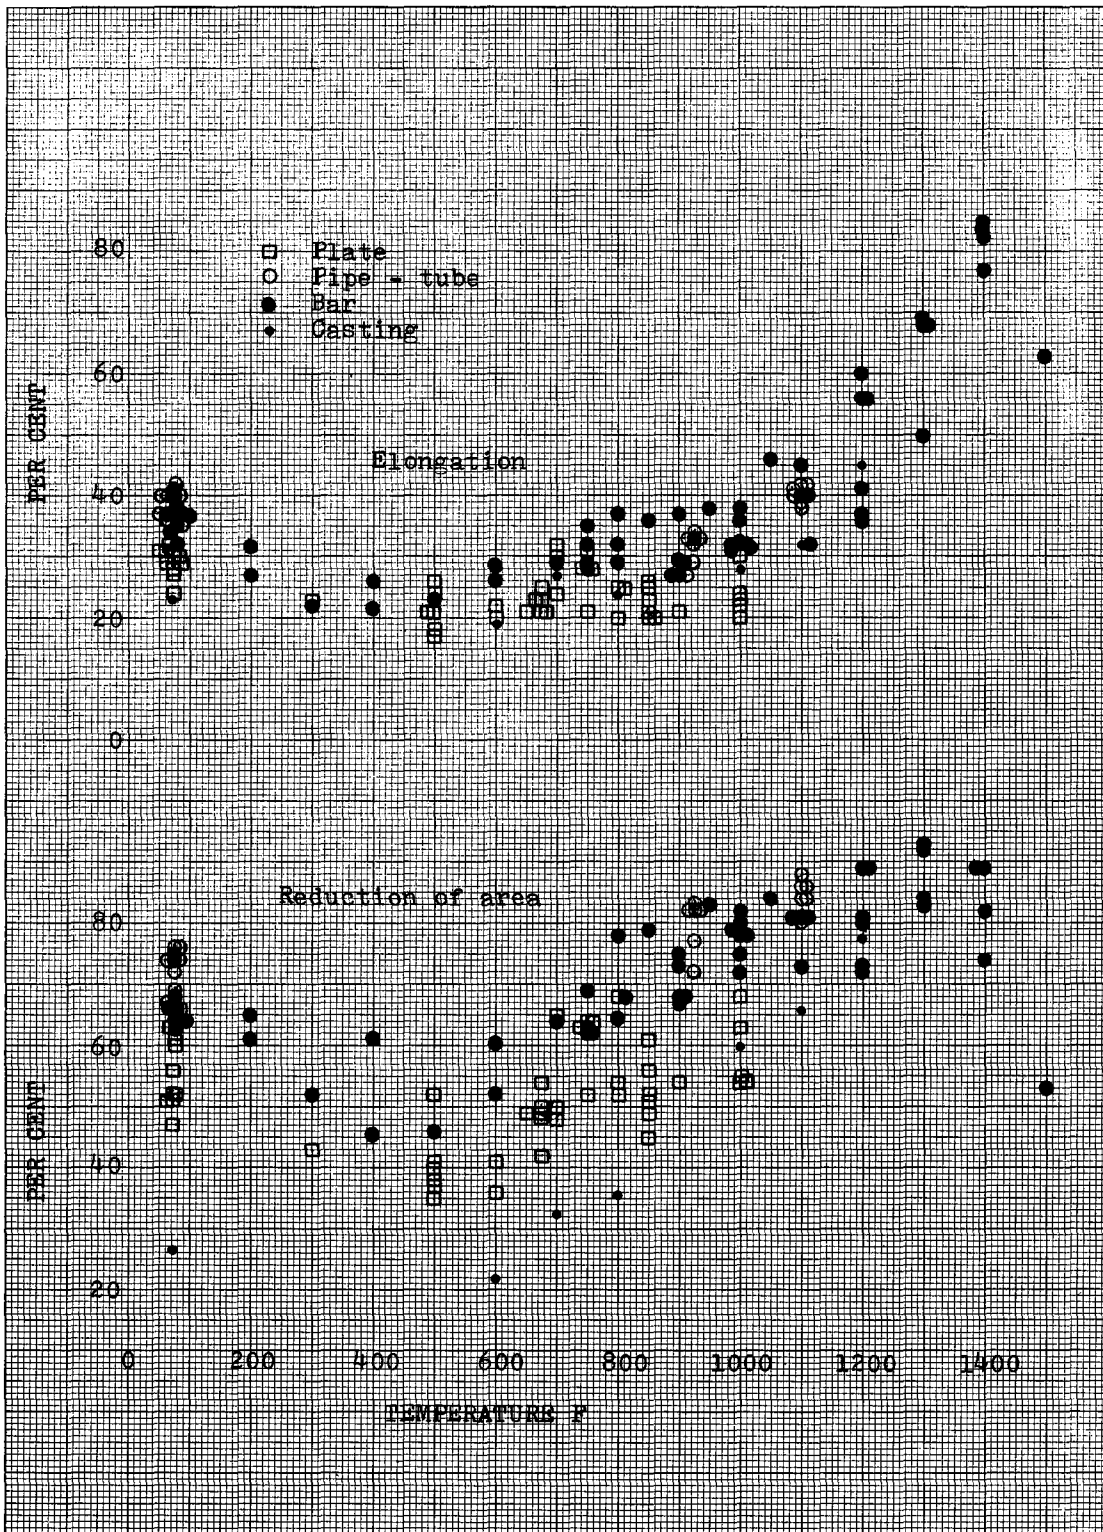 80
Plate
Pipe - tube
Bar
Casting
60
PER CENT
Elongation
40
20
0
Reduction of area
80
60
PER CENT
40
20
0 200 400 600 800 1000 1200 1400
TEMPERATURE F